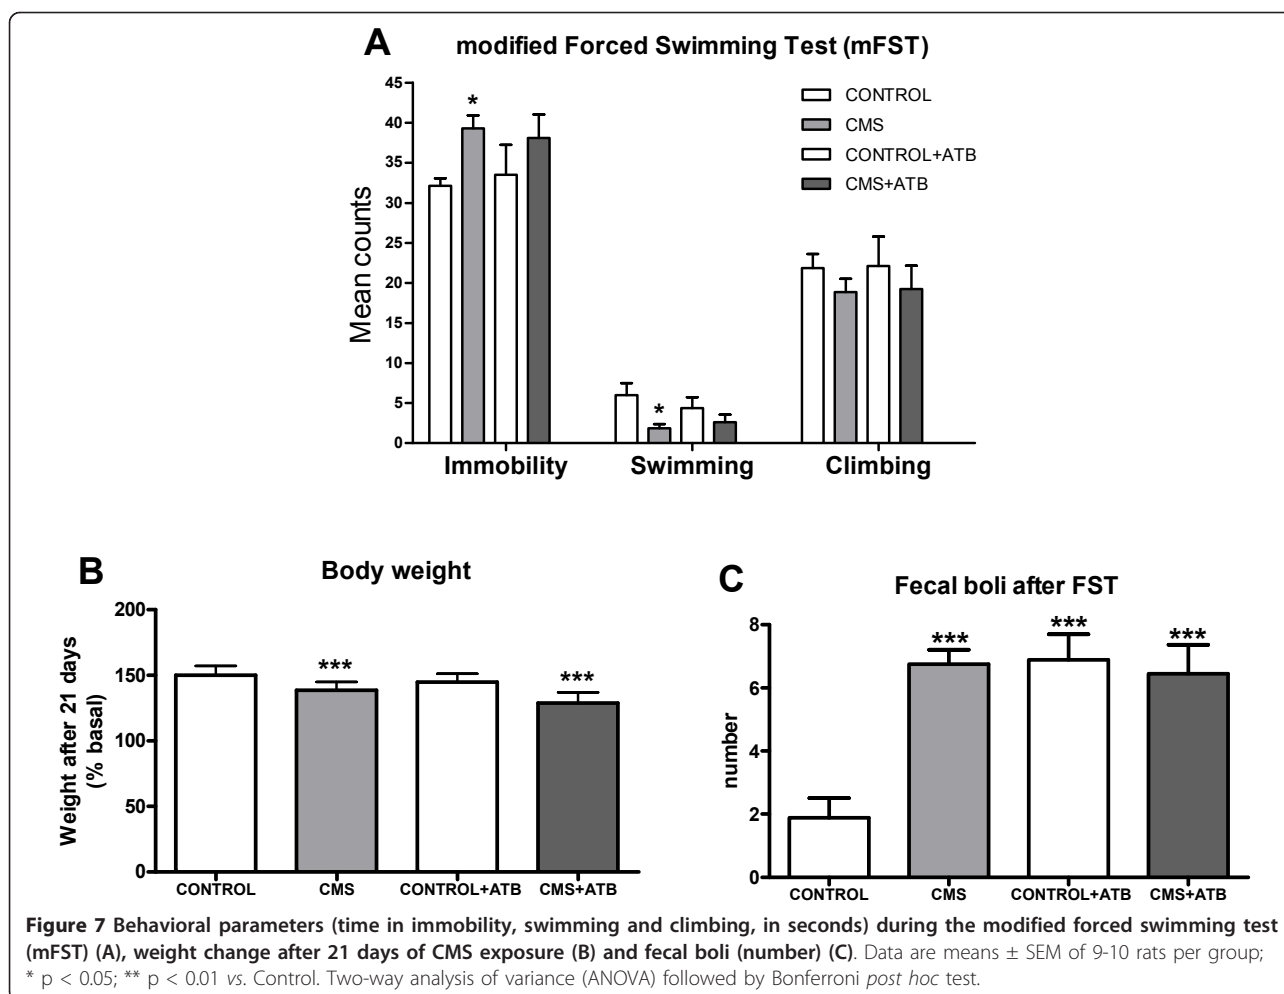 A modified Forced Swimming Test (mFST)
45
40
35
30
25
20
15
10
5
0
Mean counts
*
*
CONTROL
CMS
CONTROL+ATB
CMS+ATB
Immobility Swimming Climbing
B Body weight
200
150
100
50
0
Weight after 21 days
(% basal)
***
***
CONTROL CMS CONTROL+ATB CMS+ATB
C Fecal boli after FST
8
6
4
2
0
number
***
***
***
CONTROL CMS CONTROL+ATB CMS+ATB
Figure 7 Behavioral parameters (time in immobility, swimming and climbing, in seconds) during the modified forced swimming test
(mFST) (A), weight change after 21 days of CMS exposure (B) and fecal boli (number) (C). Data are means ± SEM of 9-10 rats per group;
* p < 0.05; ** p < 0.01 vs. Control. Two-way analysis of variance (ANOVA) followed by Bonferroni post hoc test.